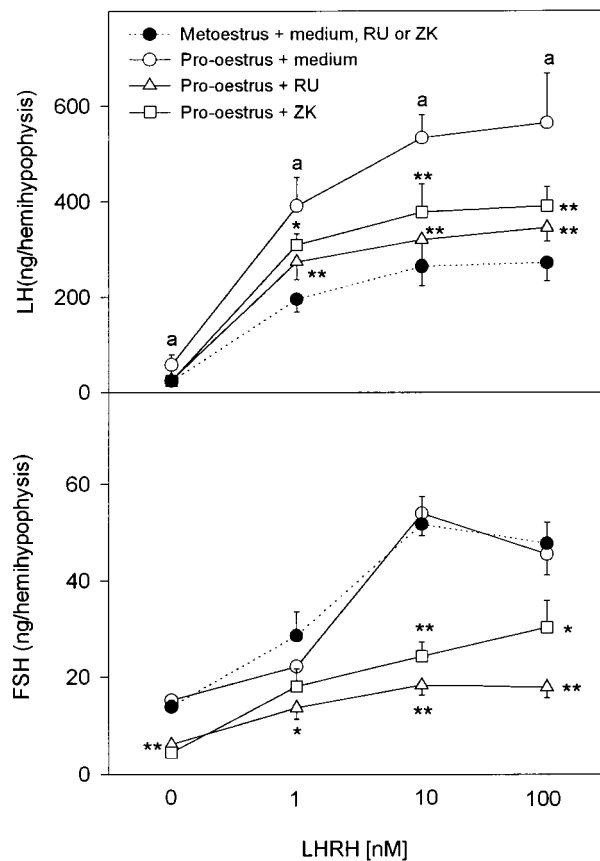 Metoestrus + medium, RU or ZK
Pro-oestrus + medium
Pro-oestrus + RU
Pro-oestrus + ZK
LH(ng/hemihypophysis)
600
400
200
0
a
a
a
a
*
**
**
**
**
**
FSH (ng/hemihypophysis)
60
40
20
0
**
*
**
**
*
**
0 1 10 100
LHRH [nM]